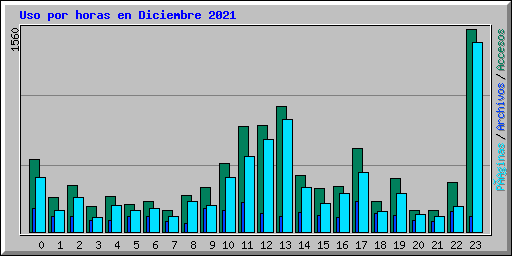 Uso por horas en Diciembre 2021
1560
Páginas / Archivos / Accesos
0 1 2 3 4 5 6 7 8 9 10 11 12 13 14 15 16 17 18 19 20 21 22 23